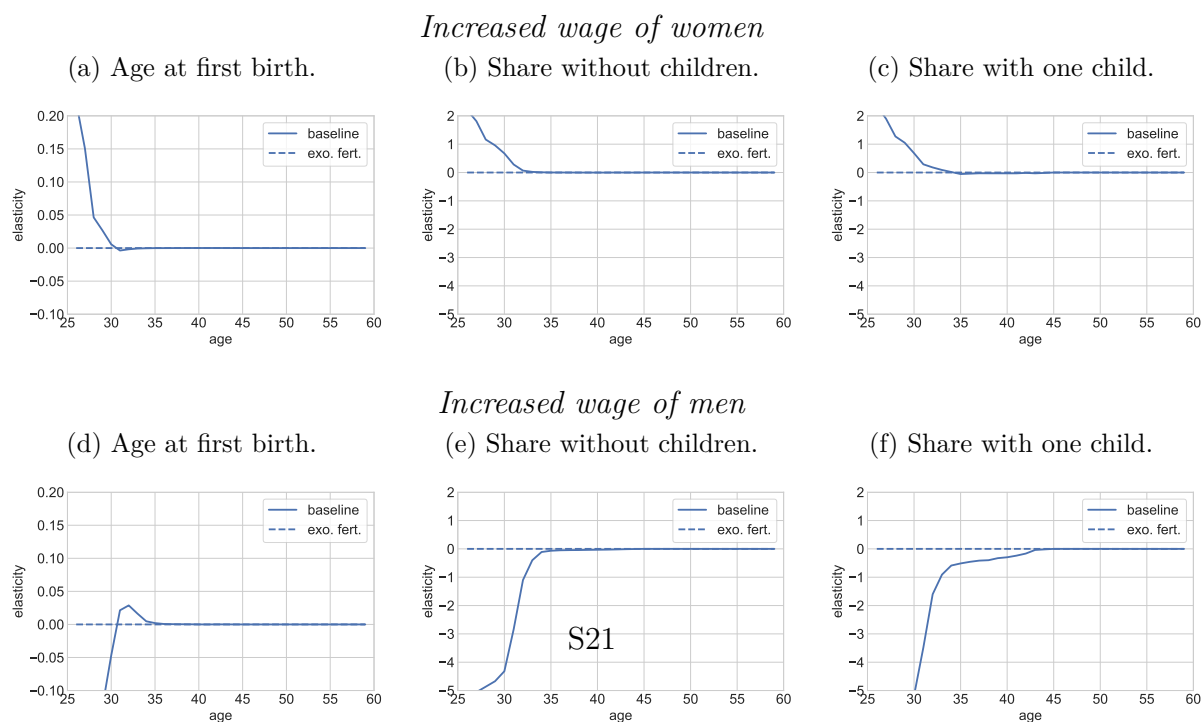 Increased wage of women
(a) Age at first birth.
(b) Share without children.
(c) Share with one child.
0.20
0.15
0.10
0.05
0.00
−0.05
−0.10
elasticity
25 30 35 40 45 50 55 60
age
baseline
exo. fert.
2
1
0
−1
−2
−3
−4
−5
elasticity
25 30 35 40 45 50 55 60
age
baseline
exo. fert.
2
1
0
−1
−2
−3
−4
−5
elasticity
25 30 35 40 45 50 55 60
age
baseline
exo. fert.
Increased wage of men
(d) Age at first birth.
(e) Share without children.
(f) Share with one child.
0.20
0.15
0.10
0.05
0.00
−0.05
−0.10
elasticity
25 30 35 40 45 50 55 60
age
baseline
exo. fert.
2
1
0
−1
−2
−3
−4
−5
elasticity
25 30 35 40 45 50 55 60
age
baseline
exo. fert.
S21
2
1
0
−1
−2
−3
−4
−5
elasticity
25 30 35 40 45 50 55 60
age
baseline
exo. fert.